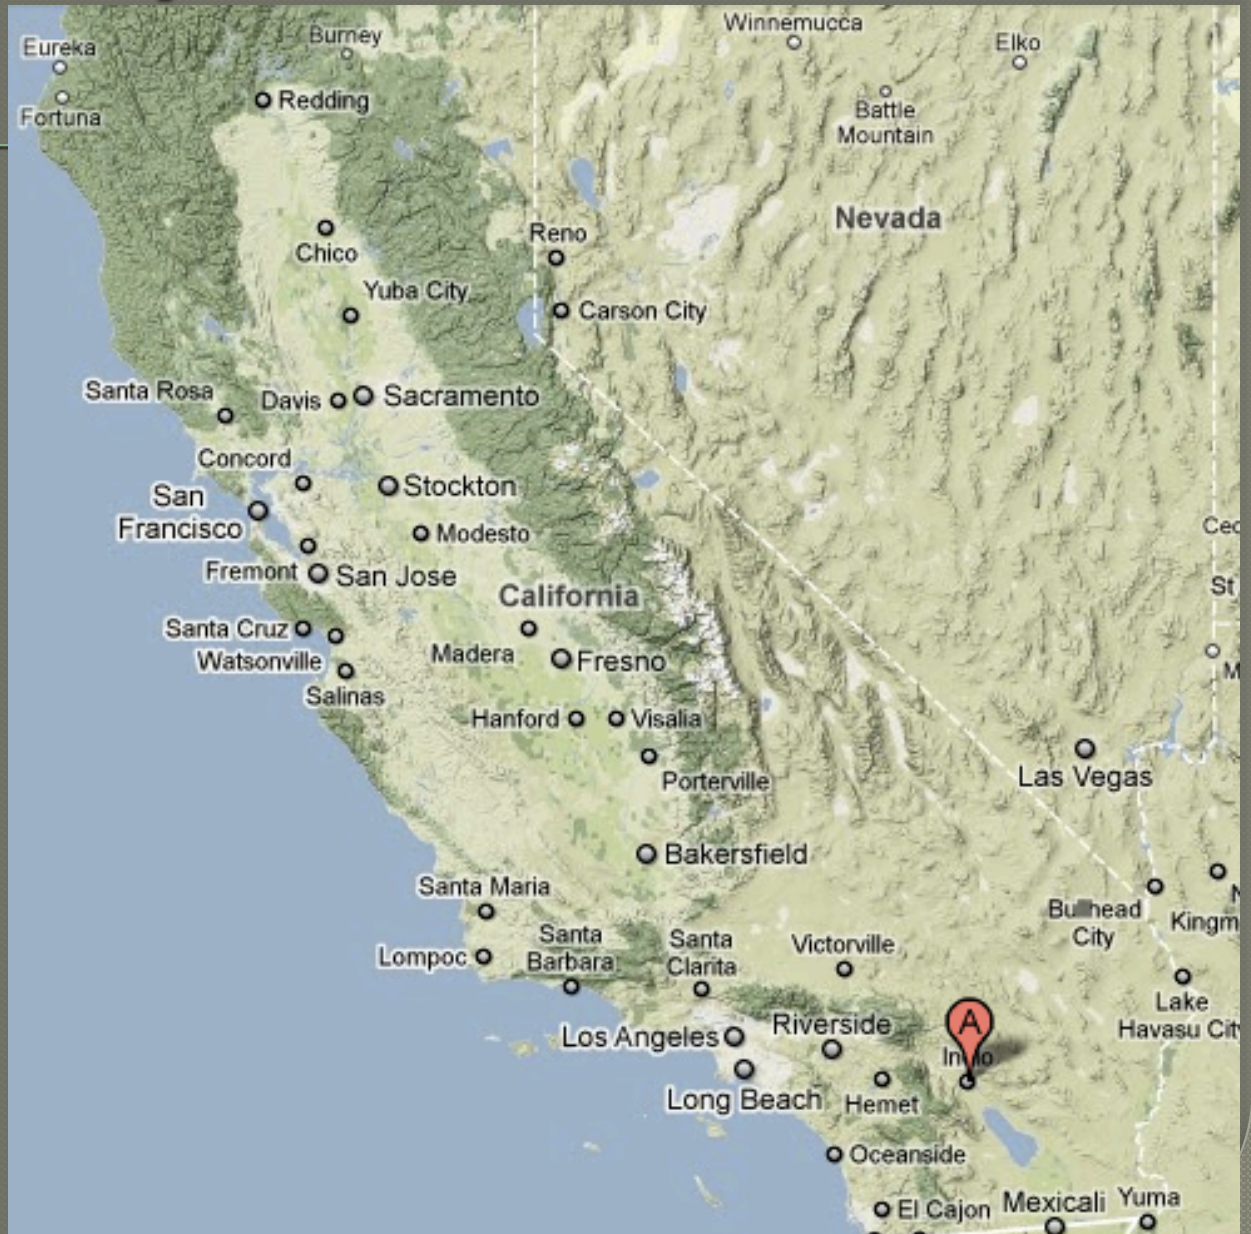 Eureka
Burney
Winnemucca
Elko
Fortuna
Redding
Battle
Mountain
Nevada
Reno
Chico
Yuba City
Carson City
Santa Rosa
Davis
Sacramento
Concord
San
Francisco
Stockton
Modesto
Fremont
San Jose
California
Santa Cruz
Madera
Fresno
Watsonville
Salinas
Hanford
Visalia
Porterville
Las Vegas
Bakersfield
Santa Maria
City
Lompoc
Santa
Barbara
Santa
Clarita
Victorville
Lake
A
Los Angeles
Riverside
Long Beach
Hemet
Oceanside
El Cajon
Mexicali
Yuma
St